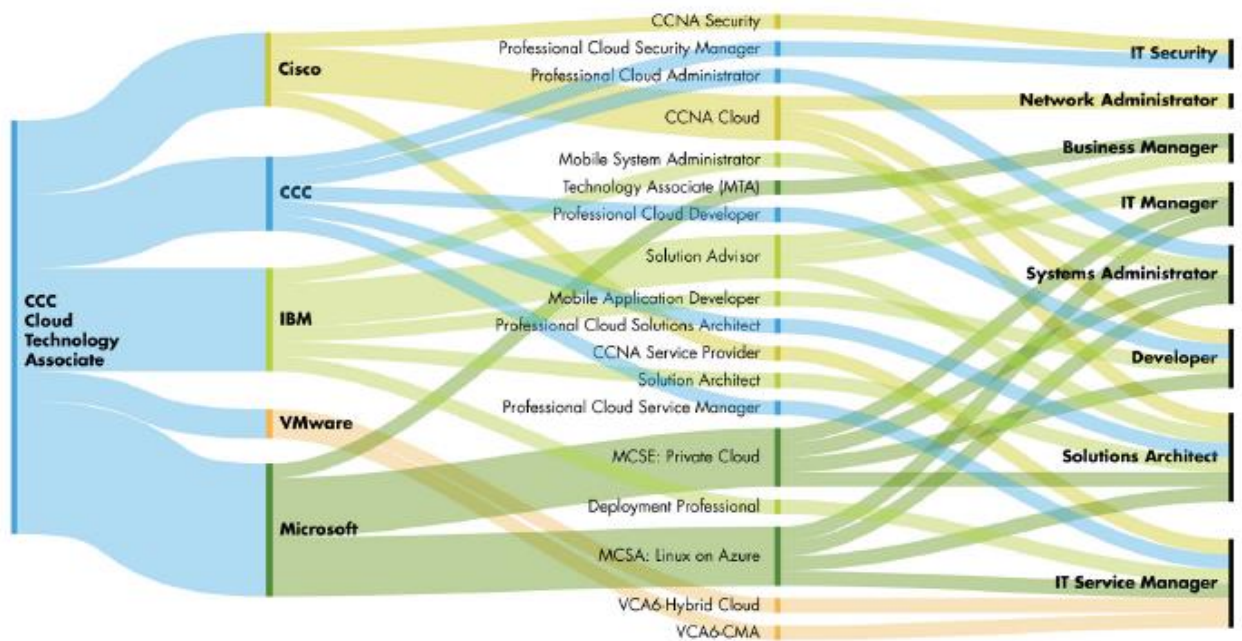 CCC
Cloud
Technology
Associate
Cisco
CCC
IBM
VMware
Microsoft
CCNA Security
Professional Cloud Security Manager
Professional Cloud Administrator
CCNA Cloud
Mobile System Administrator
Technology Associate (MTA)
Professional Cloud Developer
Solution Advisor
Mobile Application Developer
Professional Cloud Solutions Architect
CCNA Service Provider
Solution Architect
Professional Cloud Service Manager
MCSE: Private Cloud
Deployment Professional
MCSA: Linux on Azure
VCA6-Hybrid Cloud
VCA6-CMA
IT Security
Network Administrator
Business Manager
IT Manager
Systems Administrator
Developer
Solutions Architect
IT Service Manager